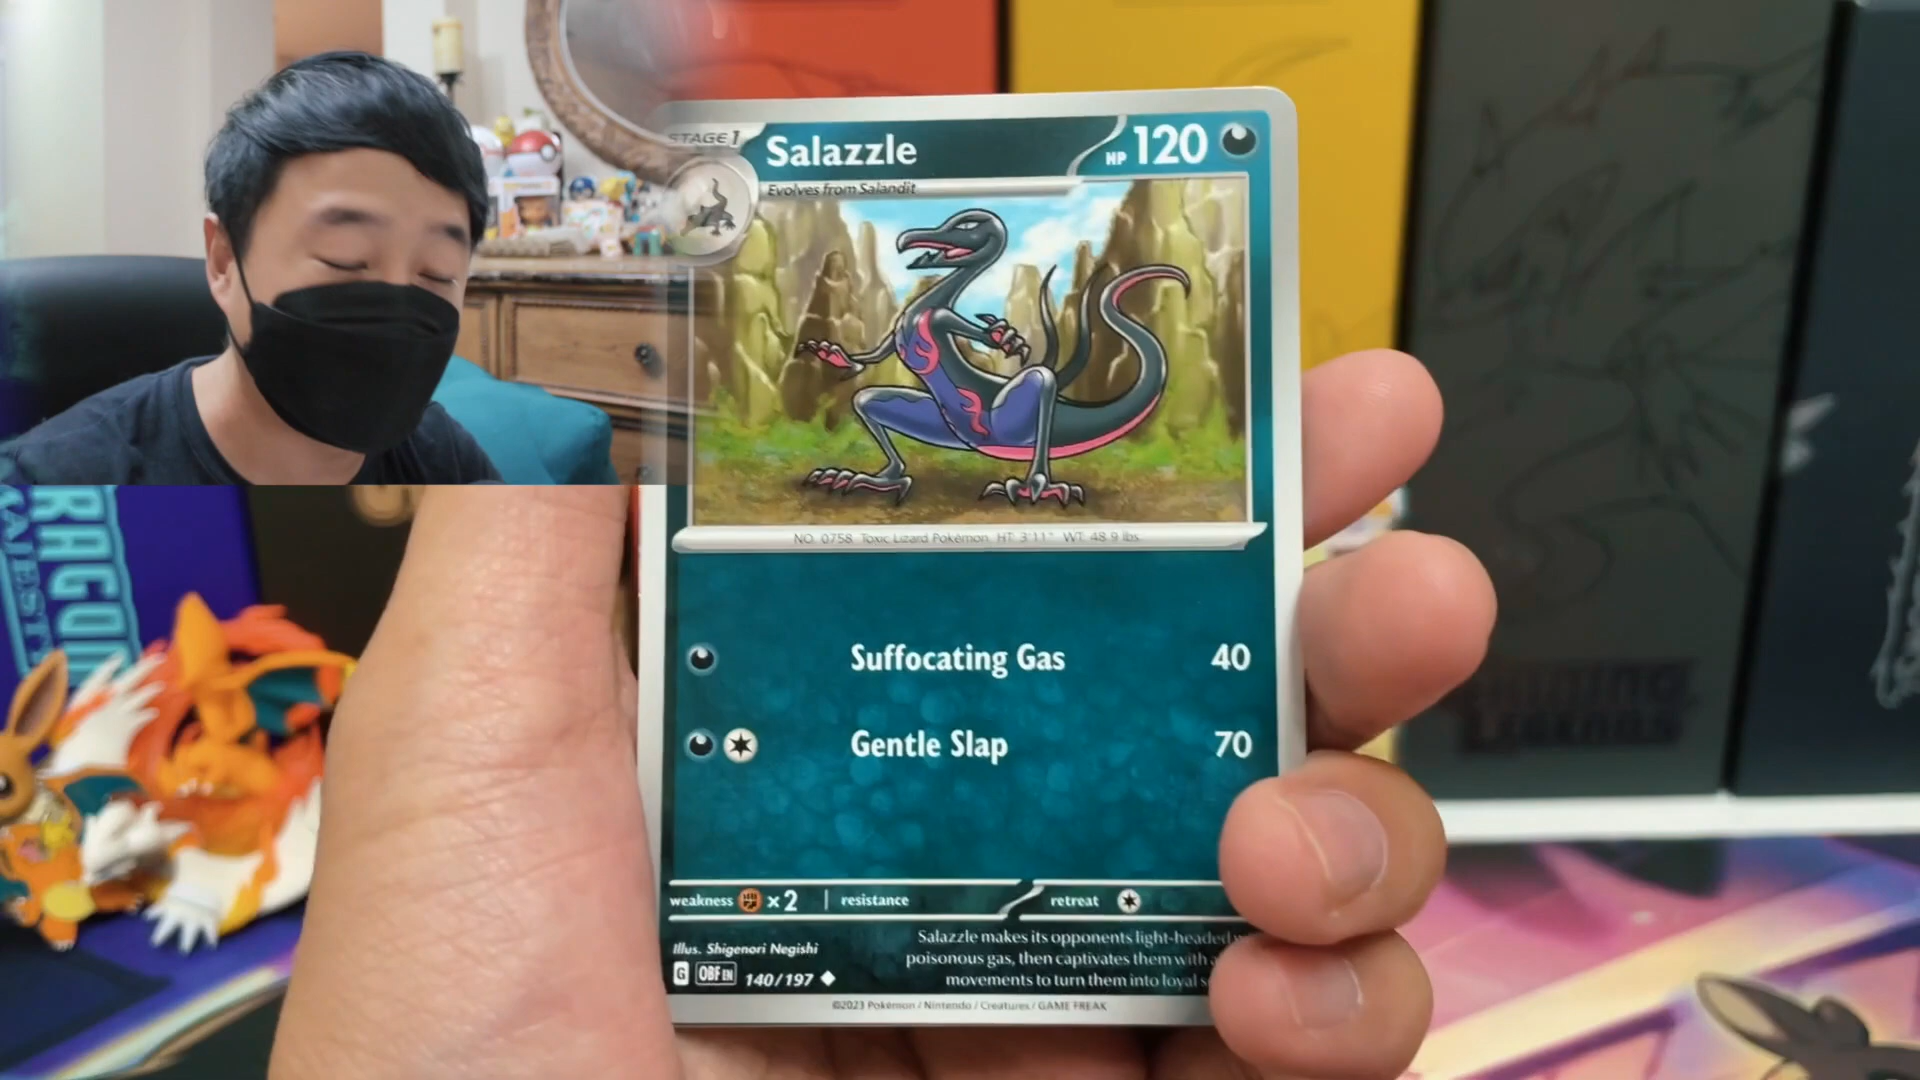 STAGE 1
Salazzle
HP 120
Evolves from Salandit
NO. 0758 Toxic Lizard Pokémon HT: 3'11" WT: 48.9 lbs.
Suffocating Gas 40
Gentle Slap 70
weakness ×2 | resistance retreat
Illus. Shigenori Negishi
Salazzle makes its opponents light-headed
poisonous gas, then captivates them with
movements to turn them into loyal
G OBF EN 140/197
©2023 Pokémon / Nintendo / Creatures / GAME FREAK
RAGON
MAJESTY
LEGENDS